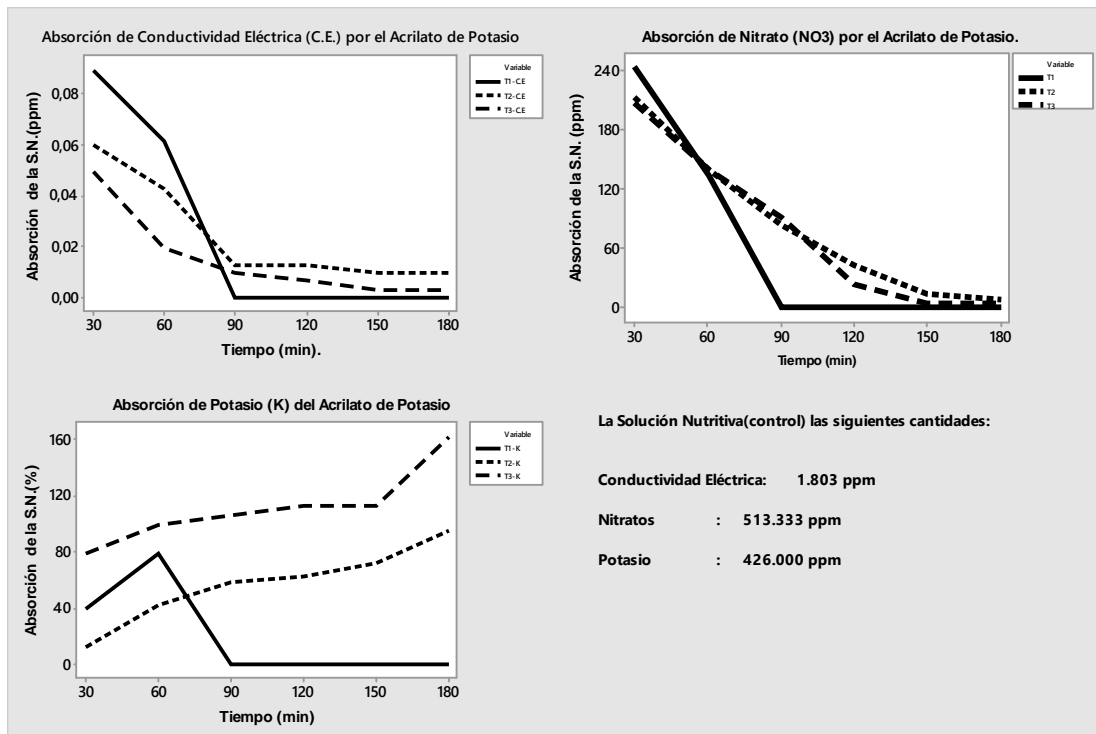 Absorción de Conductividad Eléctrica (C.E.) por el Acrilato de Potasio
Absorción de la S.N.(ppm)
0,08
0,06
0,04
0,02
0,00
30 60 90 120 150 180
Tiempo (min).
Variable
T1-C.E
T2-C.E
T3-C.E
Absorción de Nitrato (NO3) por el Acrilato de Potasio.
Absorción de la S.N. (ppm)
240
180
120
60
0
30 60 90 120 150 180
Tiempo (min)
Variable
T1
T2
T3
Absorción de Potasio (K) del Acrilato de Potasio
Absorción de la S.N.(%)
160
120
80
40
0
30 60 90 120 150 180
Tiempo (min)
Variable
T1-K
T2-K
T3-K
La Solución Nutritiva(control) las siguientes cantidades:
Conductividad Eléctrica: 1.803 ppm
Nitratos : 513.333 ppm
Potasio : 426.000 ppm